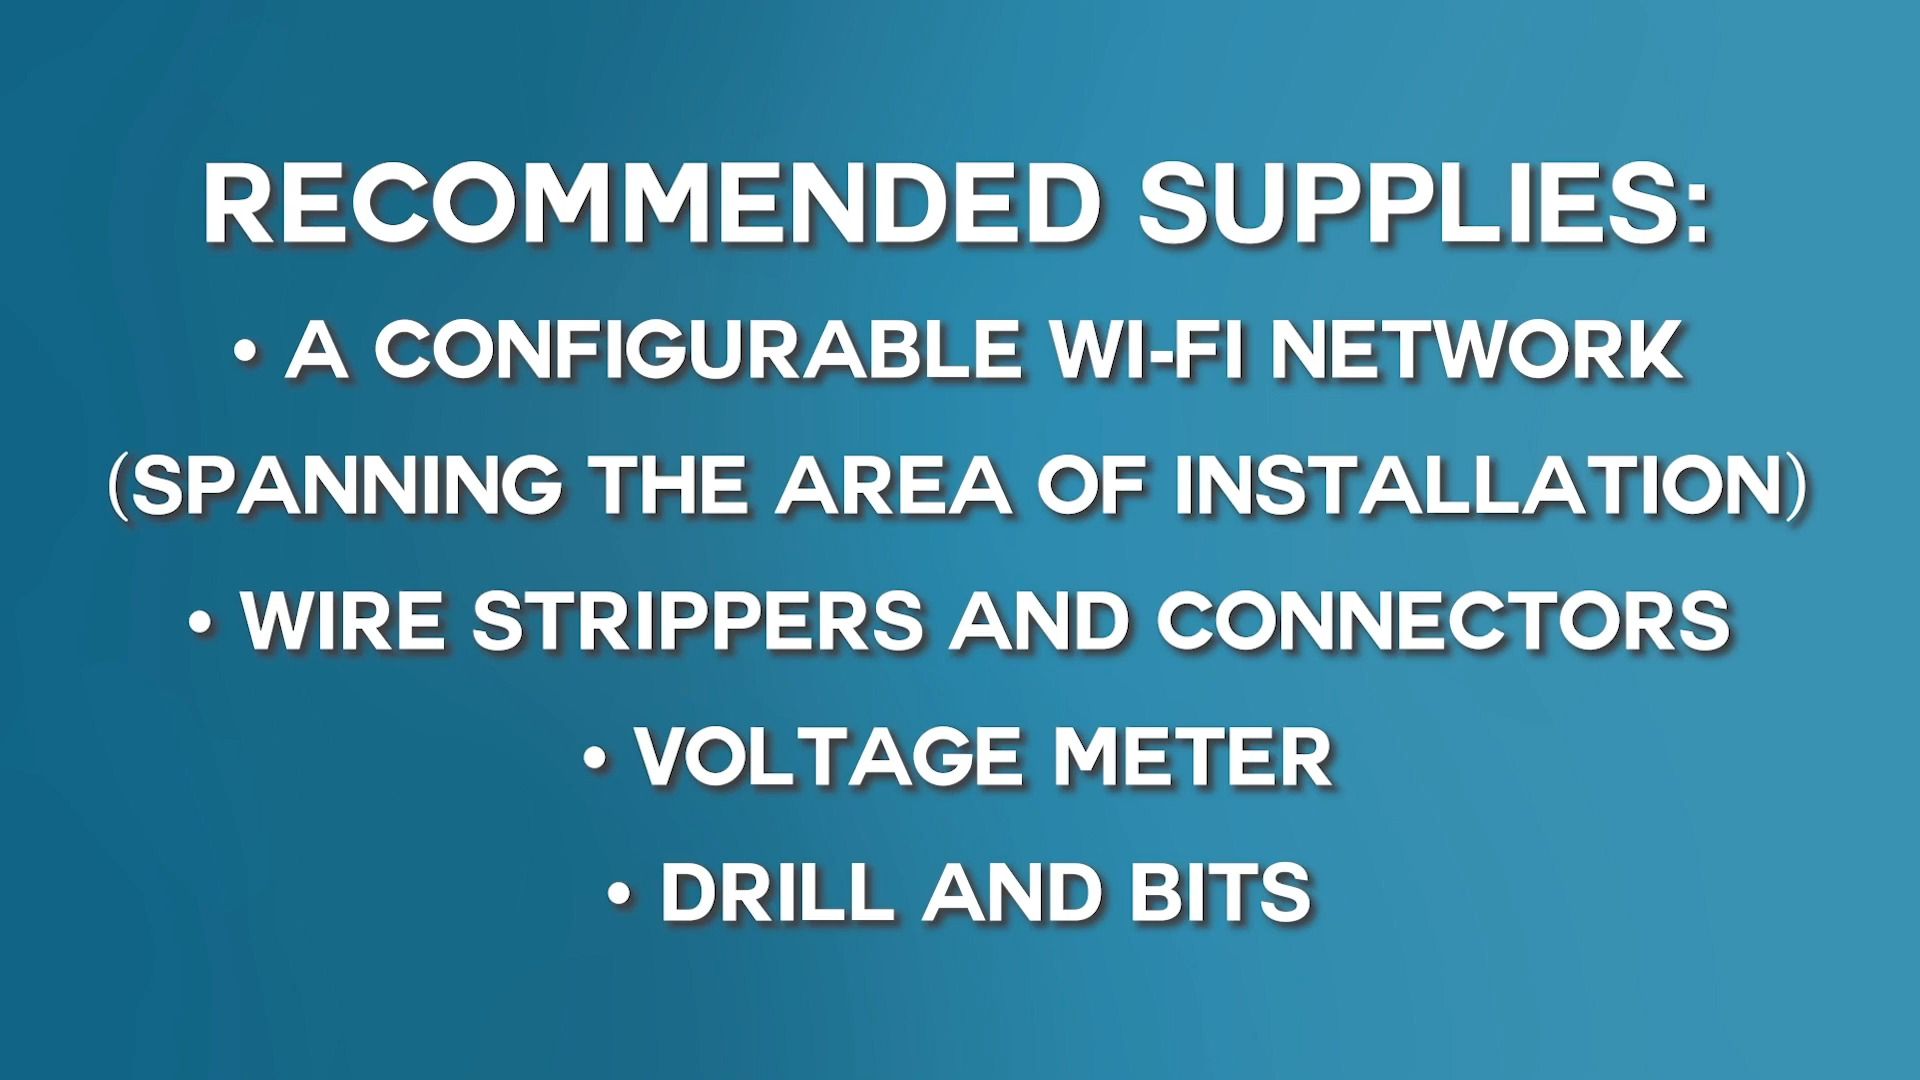 RECOMMENDED SUPPLIES:
• A CONFIGURABLE WI-FI NETWORK
(SPANNING THE AREA OF INSTALLATION)
• WIRE STRIPPERS AND CONNECTORS
• VOLTAGE METER
• DRILL AND BITS